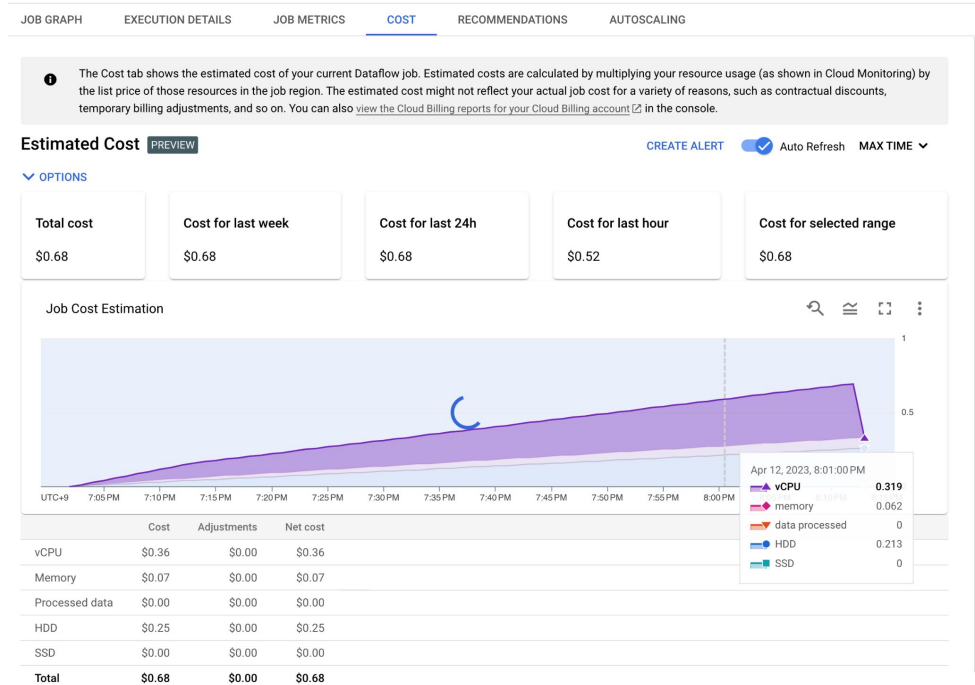 JOB GRAPH EXECUTION DETAILS JOB METRICS COST RECOMMENDATIONS AUTOSCALING
The Cost tab shows the estimated cost of your current Dataflow job. Estimated costs are calculated by multiplying your resource usage (as shown in Cloud Monitoring) by
the list price of those resources in the job region. The estimated cost might not reflect your actual job cost for a variety of reasons, such as contractual discounts,
temporary billing adjustments, and so on. You can also view the Cloud Billing reports for your Cloud Billing account in the console.
Estimated Cost PREVIEW CREATE ALERT Auto Refresh MAX TIME
OPTIONS
Total cost Cost for last week Cost for last 24h Cost for last hour Cost for selected range
$0.68 $0.68 $0.68 $0.52 $0.68
Job Cost Estimation
1
0.5
UTC+9 7:05 PM 7:10 PM 7:15 PM 7:20 PM 7:25 PM 7:30 PM 7:35 PM 7:40 PM 7:45 PM 7:50 PM 7:55 PM 8:00 PM 8:10 PM
Apr 12, 2023, 8:01:00 PM
vCPU 0.319
memory 0.062
data processed 0
HDD 0.213
SSD 0
Cost Adjustments Net cost
vCPU $0.36 $0.00 $0.36
Memory $0.07 $0.00 $0.07
Processed data $0.00 $0.00 $0.00
HDD $0.25 $0.00 $0.25
SSD $0.00 $0.00 $0.00
Total $0.68 $0.00 $0.68